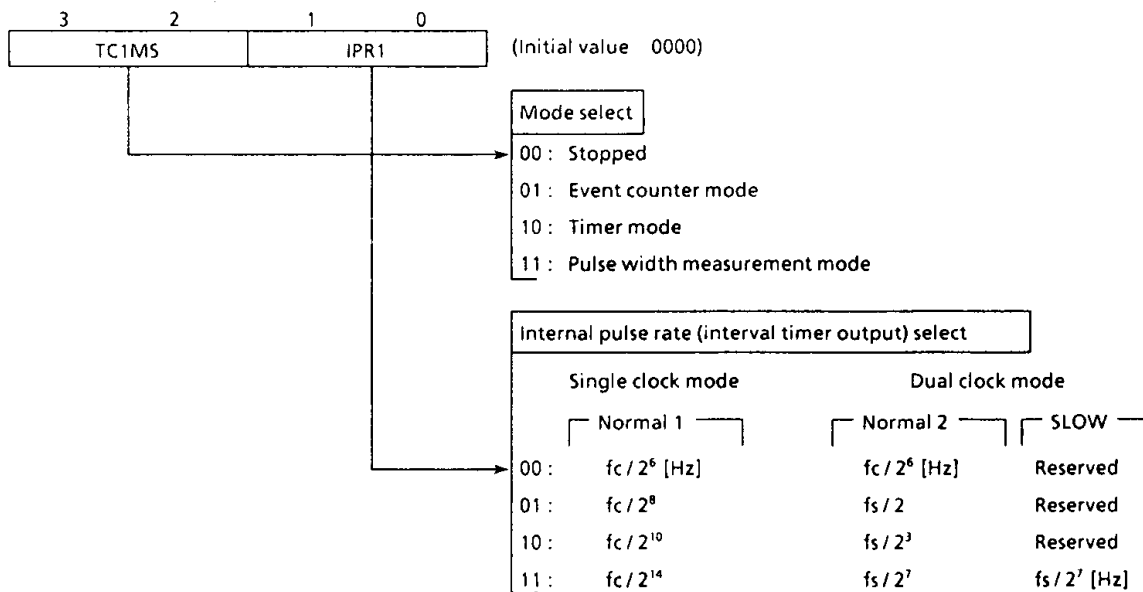 3 2 1 0
TC1MS IPR1 (Initial value 0000)
Mode select
00 : Stopped
01 : Event counter mode
10 : Timer mode
11 : Pulse width measurement mode
Internal pulse rate (interval timer output) select
Single clock mode Dual clock mode
Normal 1 Normal 2 SLOW
00 : fc / 2⁶ [Hz] fc / 2⁶ [Hz] Reserved
01 : fc / 2⁸ fs / 2 Reserved
10 : fc / 2¹⁰ fs / 2³ Reserved
11 : fc / 2¹⁴ fs / 2⁷ fs / 2⁷ [Hz]